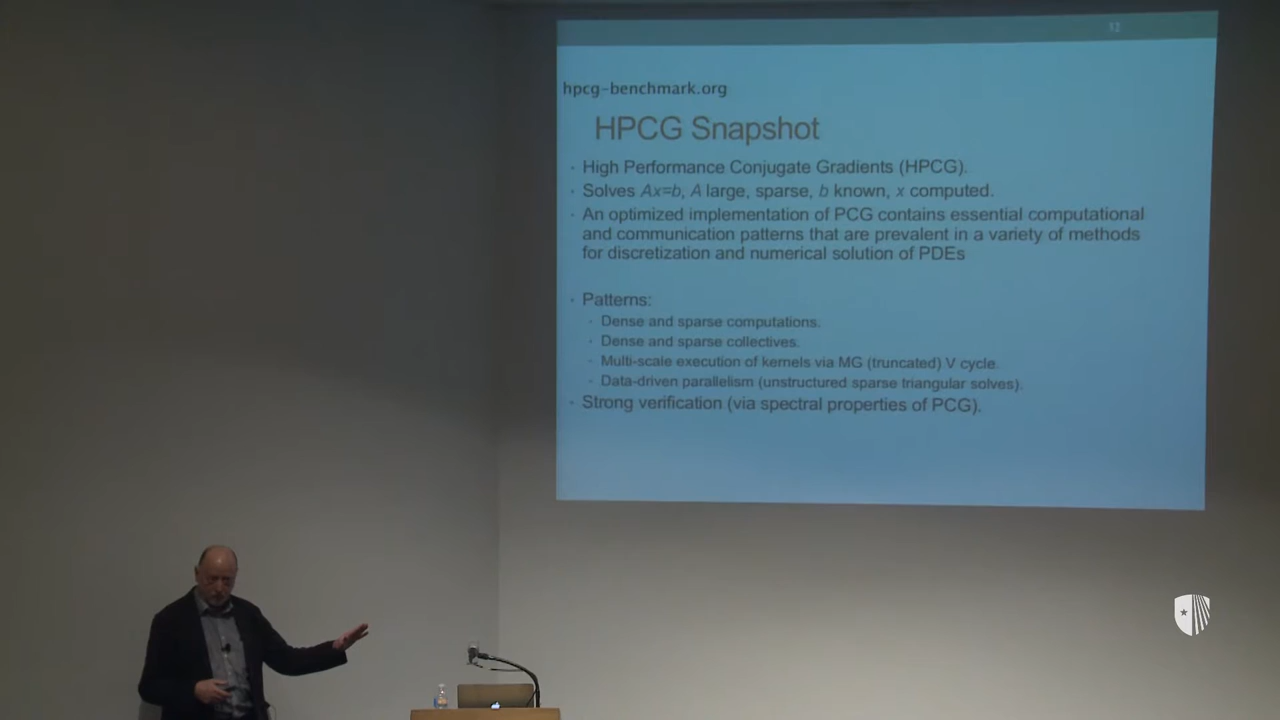 12
hpcg-benchmark.org
HPCG Snapshot
· High Performance Conjugate Gradients (HPCG).
· Solves Ax=b, A large, sparse, b known, x computed.
· An optimized implementation of PCG contains essential computational
and communication patterns that are prevalent in a variety of methods
for discretization and numerical solution of PDEs
· Patterns:
· Dense and sparse computations.
· Dense and sparse collectives.
· Multi-scale execution of kernels via MG (truncated) V cycle.
· Data-driven parallelism (unstructured sparse triangular solves).
· Strong verification (via spectral properties of PCG).